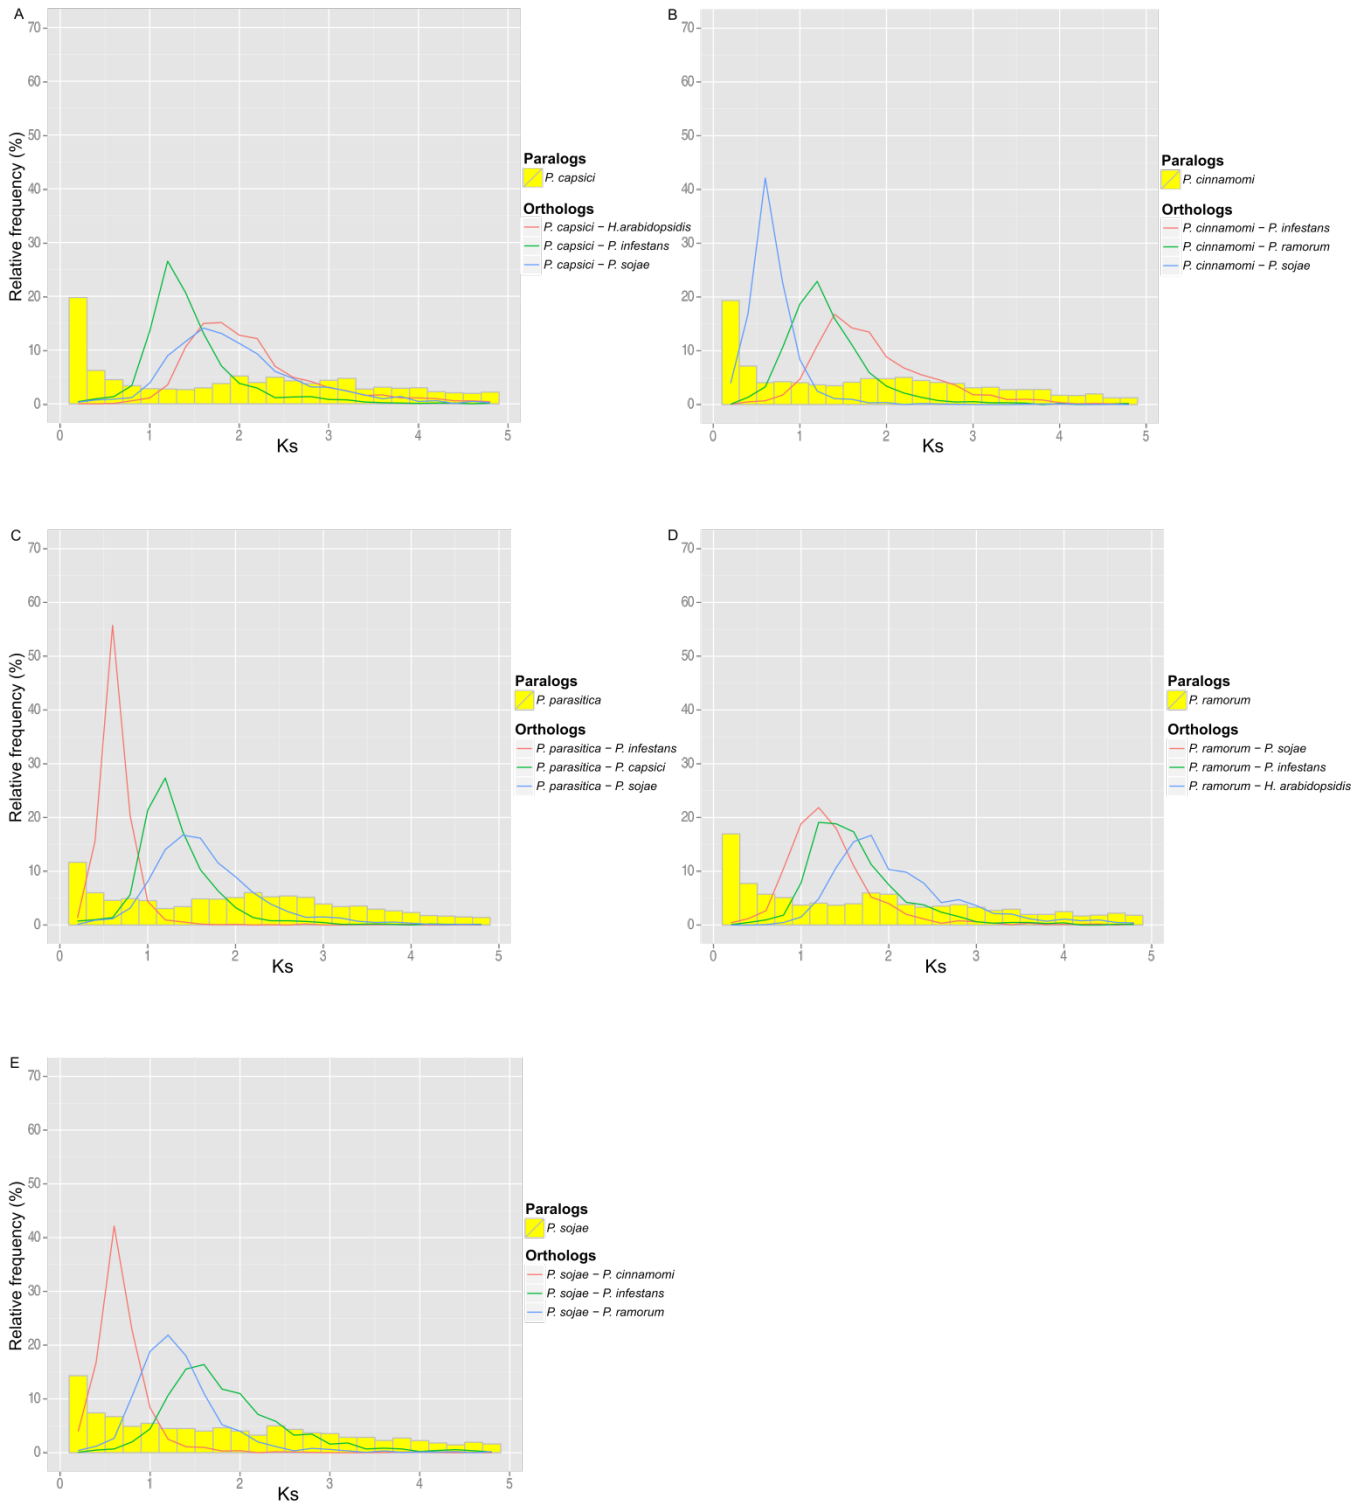 A
70
60
50
40
30
20
10
0
Relative frequency (%)
0 1 2 3 4 5
Ks
Paralogs
P. capsici
Orthologs
P. capsici − H.arabidopsidis
P. capsici − P. infestans
P. capsici − P. sojae
B
70
60
50
40
30
20
10
0
0 1 2 3 4 5
Ks
Paralogs
P. cinnamomi
Orthologs
P. cinnamomi − P. infestans
P. cinnamomi − P. ramorum
P. cinnamomi − P. sojae
C
70
60
50
40
30
20
10
0
Relative frequency (%)
0 1 2 3 4 5
Ks
Paralogs
P. parasitica
Orthologs
P. parasitica − P. infestans
P. parasitica − P. capsici
P. parasitica − P. sojae
D
70
60
50
40
30
20
10
0
0 1 2 3 4 5
Ks
Paralogs
P. ramorum
Orthologs
P. ramorum − P. sojae
P. ramorum − P. infestans
P. ramorum − H. arabidopsidis
E
70
60
50
40
30
20
10
0
Relative frequency (%)
0 1 2 3 4 5
Ks
Paralogs
P. sojae
Orthologs
P. sojae − P. cinnamomi
P. sojae − P. infestans
P. sojae − P. ramorum